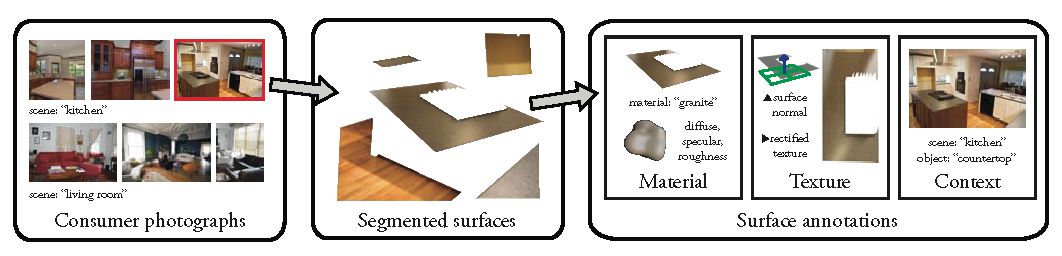 scene: “kitchen”
scene: “living room”
Consumer photographs
Segmented surfaces
material: “granite”
diffuse,
specular,
roughness
Material
▲surface
normal
▶rectified
texture
Texture
scene: “kitchen”
object: “countertop”
Context
Surface annotations